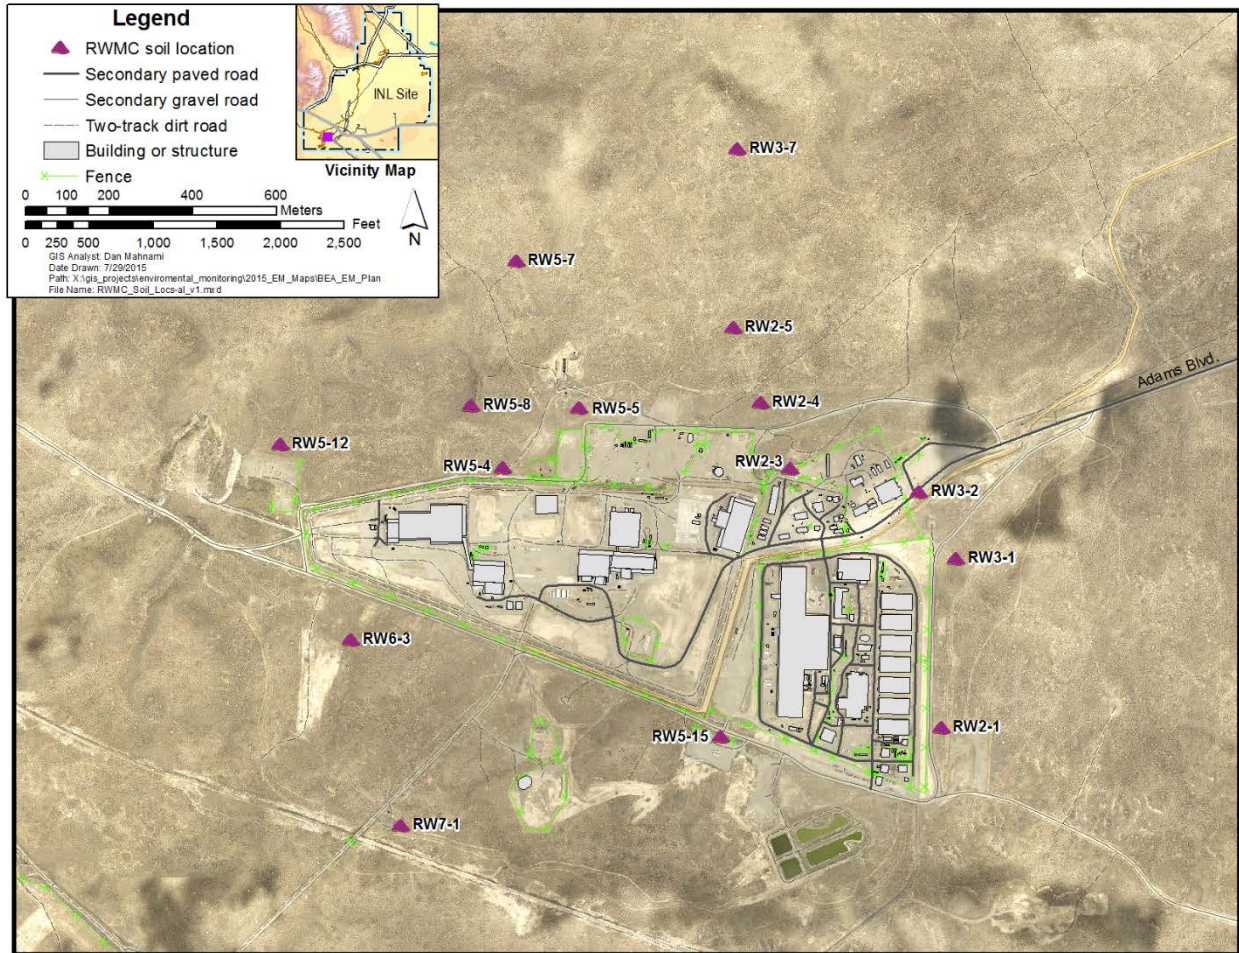 Legend
RWMC soil location
Secondary paved road
Secondary gravel road
Two-track dirt road
Building or structure
Fence
0 100 200 400 600
Meters
Feet
0 250 500 1,000 1,500 2,000 2,500
GIS Analyst: Dan Mahnami
Date Drawn: 7/29/2015
Path: X:\gis_projects\enviromental_monitoring\2015_EM_Maps\BEA_EM_Plan
File Name: RWMC_Soil_Locs-al_v1.mxd
INL Site
Vicinity Map
N
RW3-7
RW5-7
RW2-5
Adams Blvd.
RW5-8
RW5-5
RW2-4
RW5-12
RW5-4
RW2-3
RW3-2
RW3-1
RW6-3
RW5-15
RW2-1
RW7-1